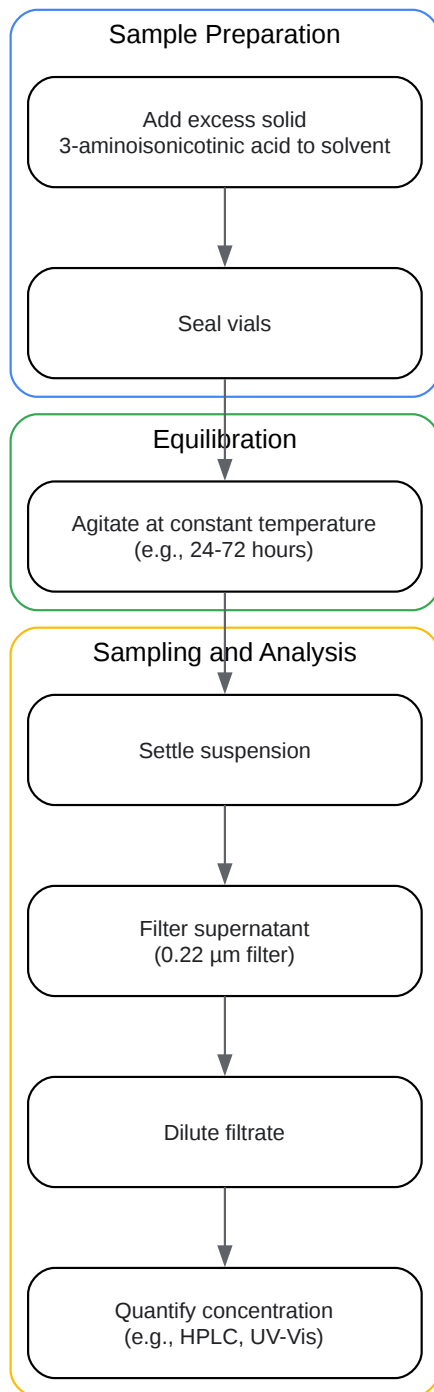 Sample Preparation
Add excess solid
3-aminoisonicotinic acid to solvent
Seal vials
Equilibration
Agitate at constant temperature
(e.g., 24-72 hours)
Sampling and Analysis
Settle suspension
Filter supernatant
(0.22 µm filter)
Dilute filtrate
Quantify concentration
(e.g., HPLC, UV-Vis)